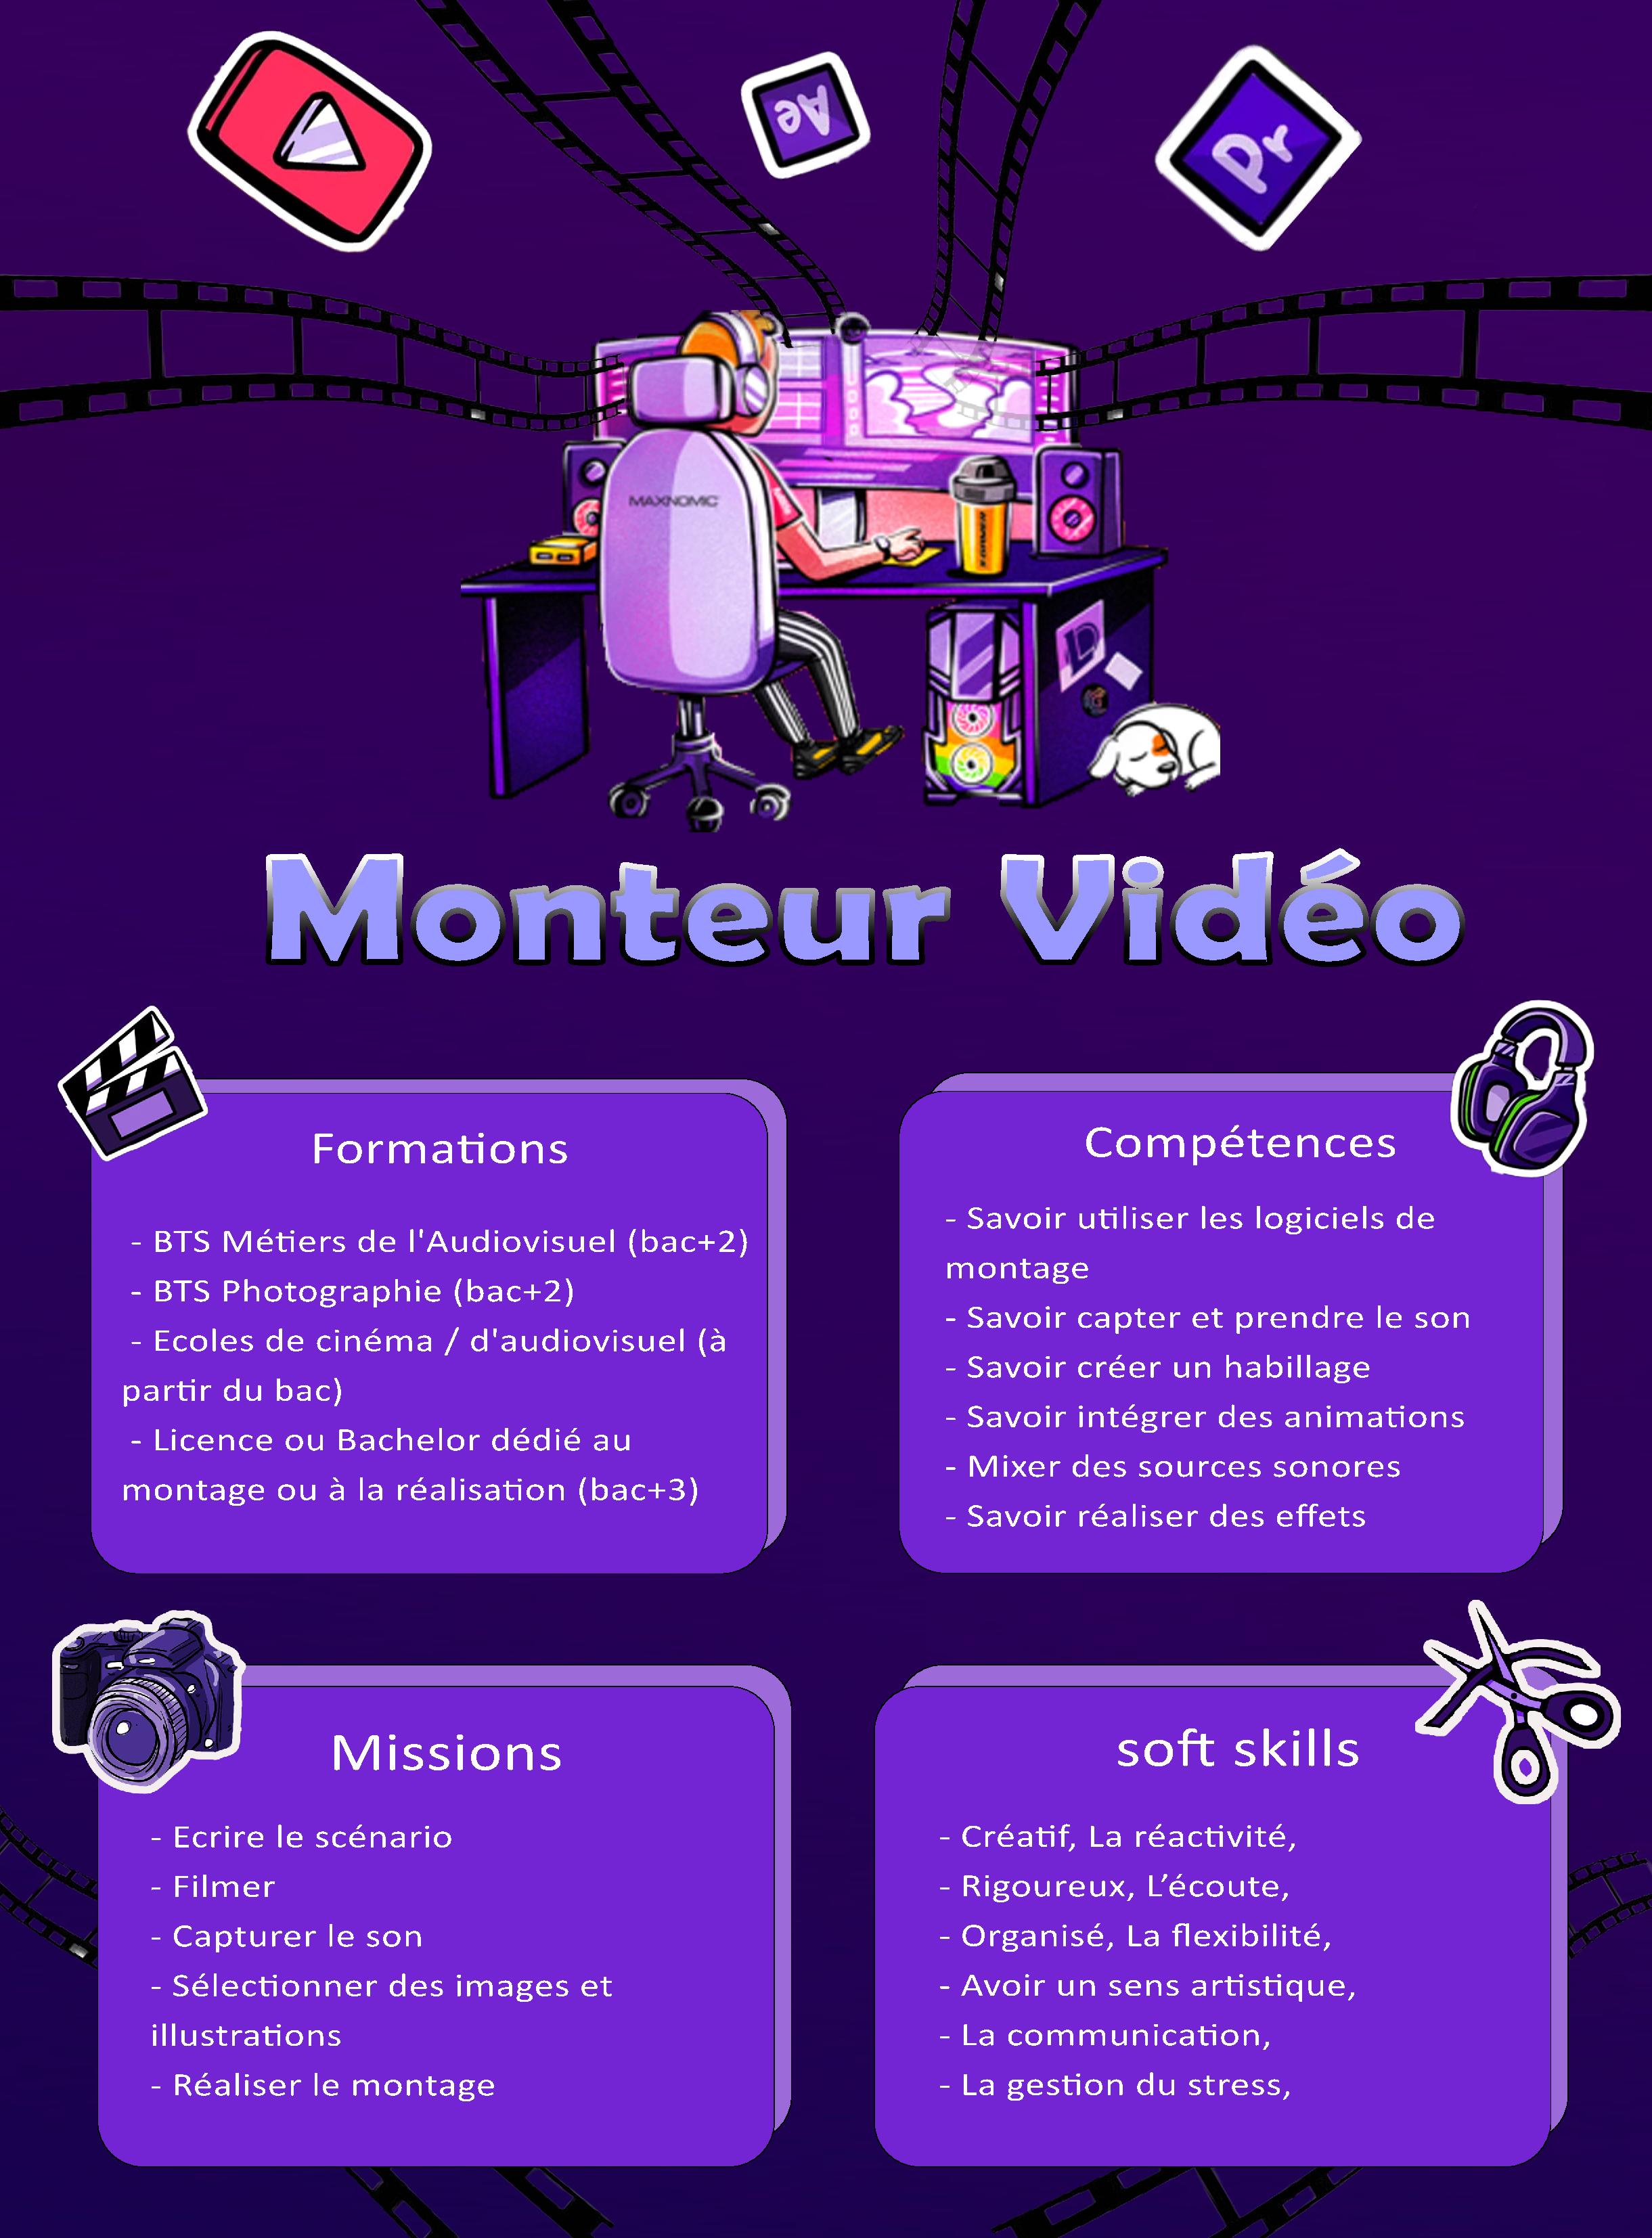 Ae
Pr
MAXNOMIC
Monteur Vidéo
Formations
- BTS Métiers de l'Audiovisuel (bac+2)
- BTS Photographie (bac+2)
- Ecoles de cinéma / d'audiovisuel (à
partir du bac)
- Licence ou Bachelor dédié au
montage ou à la réalisation (bac+3)
Compétences
- Savoir utiliser les logiciels de
montage
- Savoir capter et prendre le son
- Savoir créer un habillage
- Savoir intégrer des animations
- Mixer des sources sonores
- Savoir réaliser des effets
Missions
- Ecrire le scénario
- Filmer
- Capturer le son
- Sélectionner des images et
illustrations
- Réaliser le montage
soft skills
- Créatif, La réactivité,
- Rigoureux, L’écoute,
- Organisé, La flexibilité,
- Avoir un sens artistique,
- La communication,
- La gestion du stress,